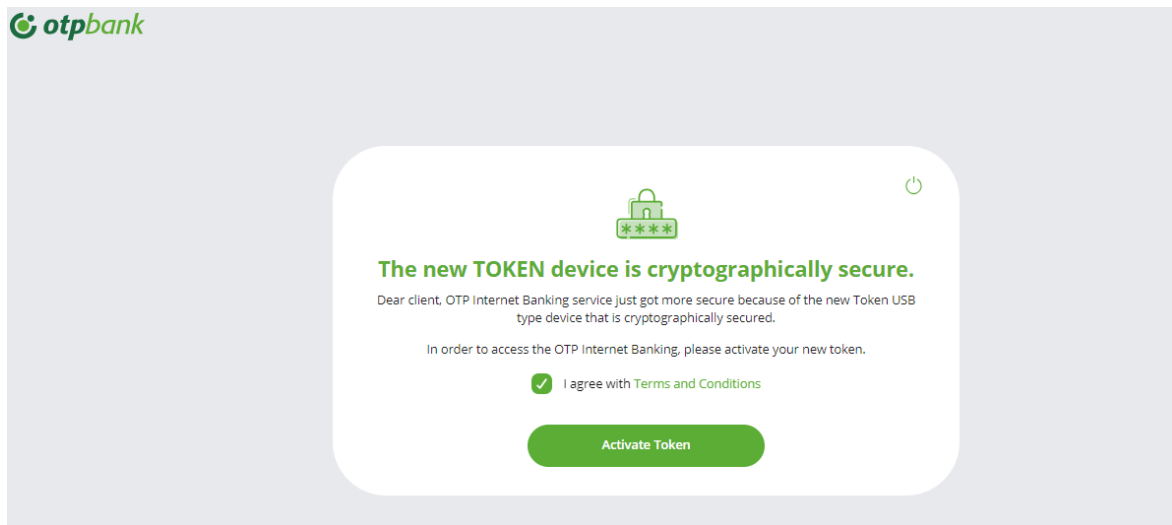 otpbank
****
The new TOKEN device is cryptographically secure.
Dear client, OTP Internet Banking service just got more secure because of the new Token USB
type device that is cryptographically secured.
In order to access the OTP Internet Banking, please activate your new token.
I agree with Terms and Conditions
Activate Token